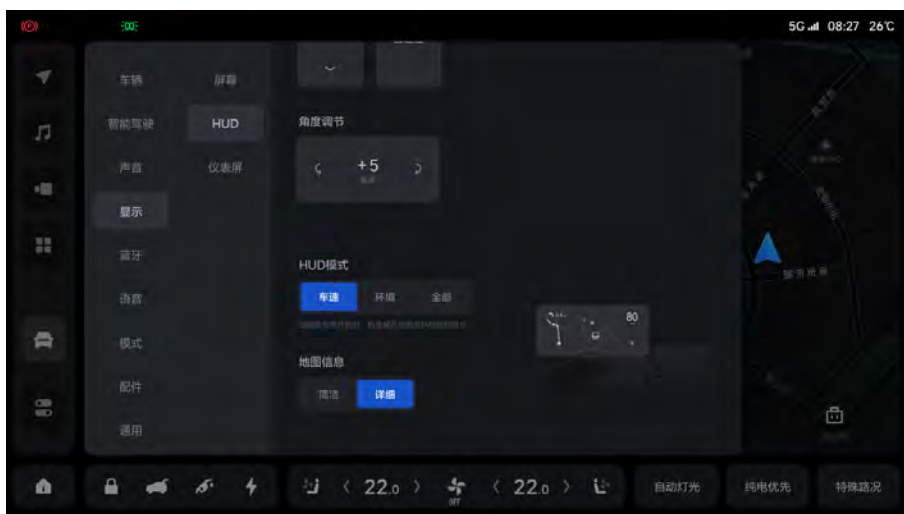 5G 08:27 26℃
车辆
屏幕
智能驾驶
HUD
角度调节
声音
仪表屏
+5
显示
蓝牙
HUD模式
语音
车速
环境
全部
80
模式
地图信息
配件
简洁
详细
通用
22.0
OFF
22.0
自动灯光
纯电优先
特殊路况